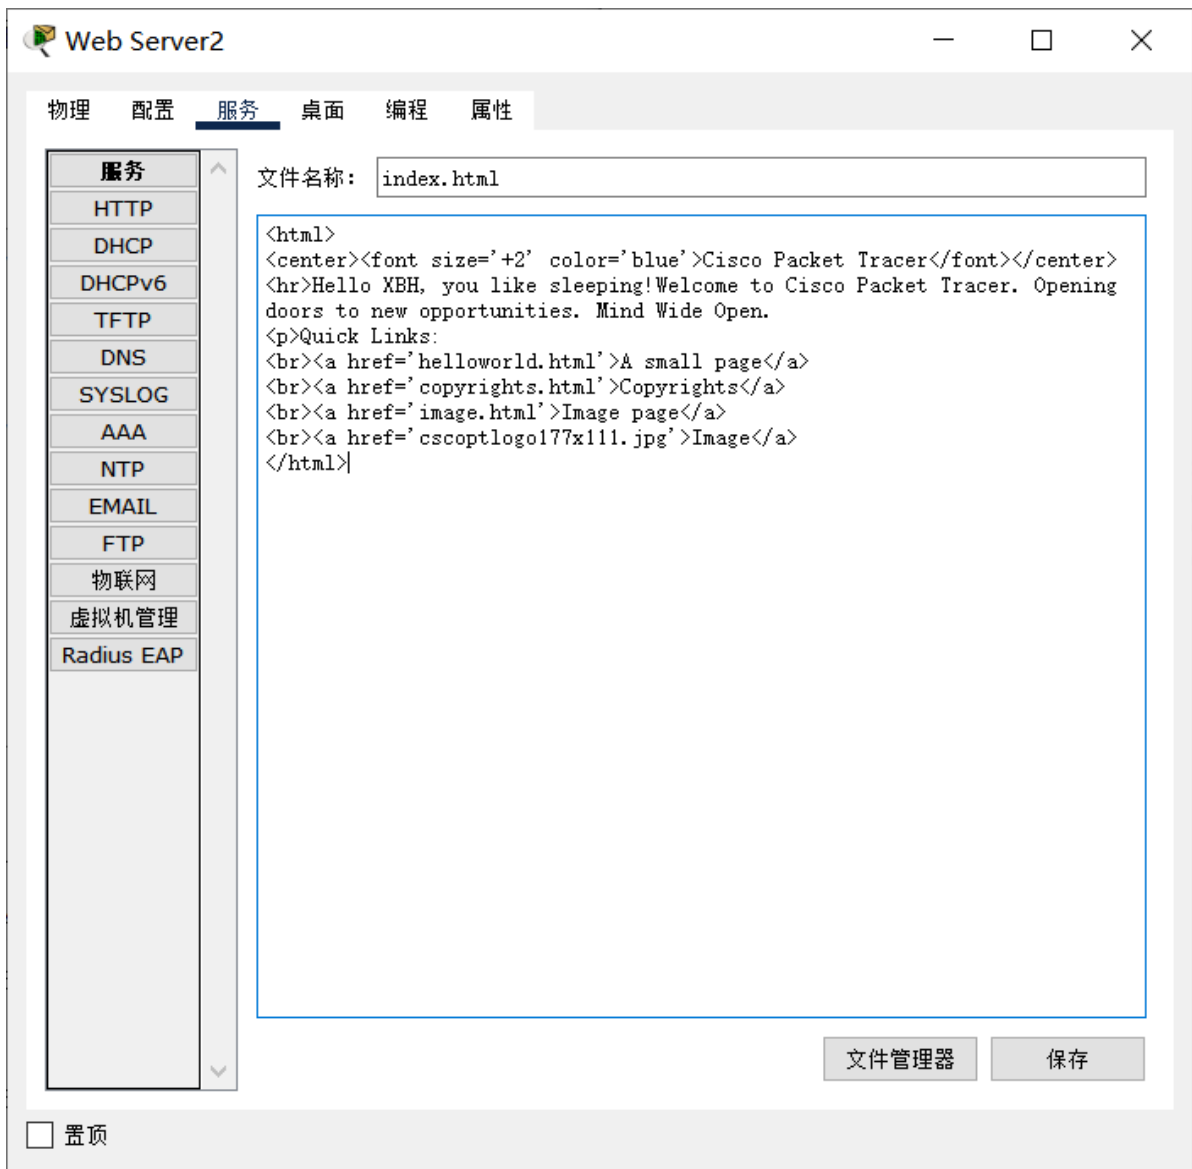 Web Server2
物理 配置 服务 桌面 编程 属性
服务
HTTP
DHCP
DHCPv6
TFTP
DNS
SYSLOG
AAA
NTP
EMAIL
FTP
物联网
虚拟机管理
Radius EAP
文件名称: index.html
<html>
<center><font size='+2' color='blue'>Cisco Packet Tracer</font></center>
<hr>Hello XBH, you like sleeping!Welcome to Cisco Packet Tracer. Opening
doors to new opportunities. Mind Wide Open.
<p>Quick Links:
<br><a href='helloworld.html'>A small page</a>
<br><a href='copyrights.html'>Copyrights</a>
<br><a href='image.html'>Image page</a>
<br><a href='cscoptlogo177x111.jpg'>Image</a>
</html>
文件管理器 保存
置顶